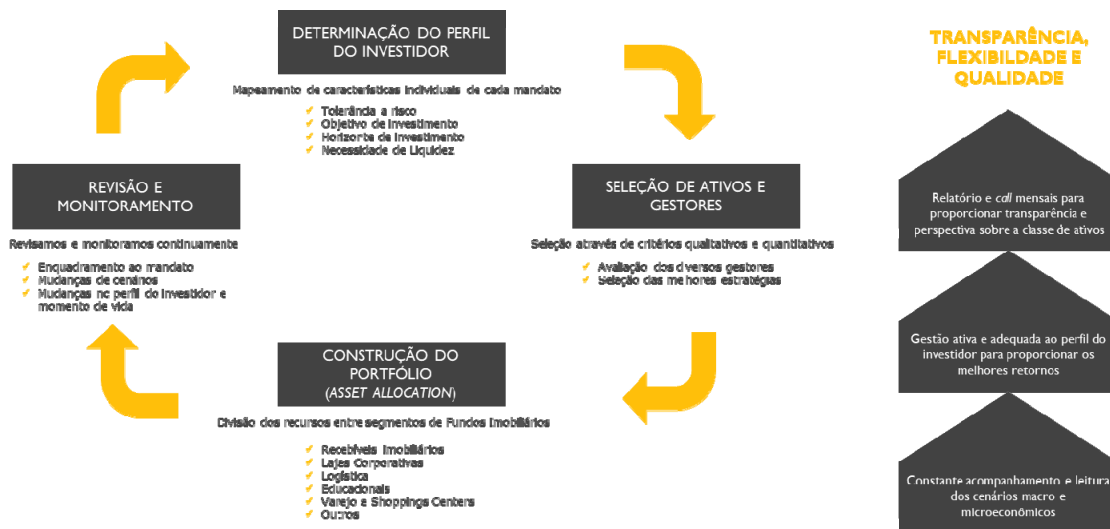 DETERMINAÇÃO DO PERFIL
DO INVESTIDOR
Mapeamento de características individuais de cada mandato
Tolerância a risco
Objetivo de investimento
Horizonte de investimento
Necessidade de Liquidez
SELEÇÃO DE ATIVOS E
GESTORES
Seleção através de critérios qualitativos e quantitativos
Avaliação dos diversos gestores
Seleção das melhores estratégias
CONSTRUÇÃO DO
PORTFÓLIO
(ASSET ALLOCATION)
Divisão dos recursos entre segmentos de Fundos Imobiliários
Recebíveis Imobiliários
Lajes Corporativas
Logística
Educacionais
Varejo e Shoppings Centers
Outros
REVISÃO E
MONITORAMENTO
Revisamos e monitoramos continuamente
Enquadramento ao mandato
Mudanças de cenários
Mudanças no perfil do investidor e
momento de vida
TRANSPARÊNCIA,
FLEXIBILDADE E
QUALIDADE
Relatório e call mensais para
proporcionar transparência e
perspectiva sobre a classe de ativos
Gestão ativa e adequada ao perfil do
investidor para proporcionar os
melhores retornos
Constante acompanhamento e leitura
dos cenários macro e
microeconômicos